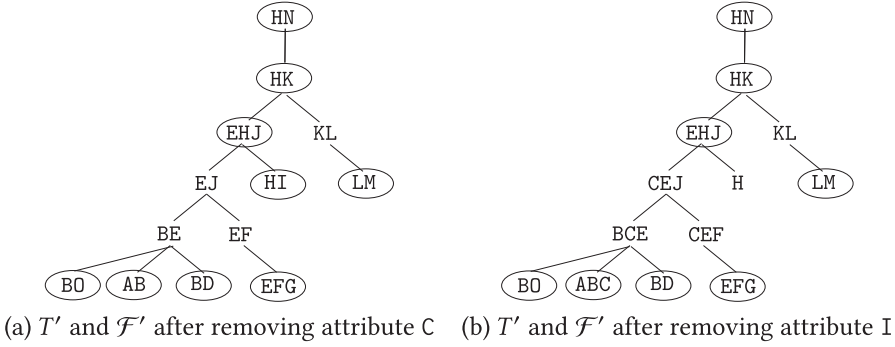 HN HN
HK HK
EHJ KL EHJ KL
EJ HI LM CEJ H LM
BE EF BCE CEF
BO AB BD EFG BO ABC BD EFG
(a) T′ and ℱ′ after removing attribute C (b) T′ and ℱ′ after removing attribute I